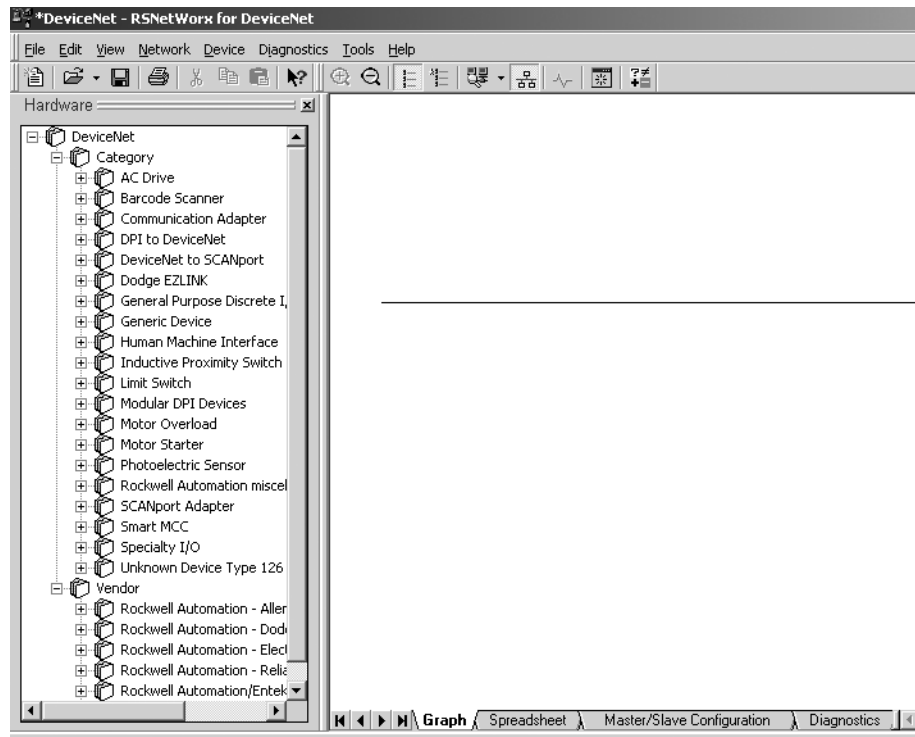 *DeviceNet - RSNetWorx for DeviceNet
File Edit View Network Device Diagnostics Tools Help
Hardware
DeviceNet
Category
AC Drive
Barcode Scanner
Communication Adapter
DPI to DeviceNet
DeviceNet to SCANport
Dodge EZLINK
General Purpose Discrete I
Generic Device
Human Machine Interface
Inductive Proximity Switch
Limit Switch
Modular DPI Devices
Motor Overload
Motor Starter
Photoelectric Sensor
Rockwell Automation miscel
SCANport Adapter
Smart MCC
Specialty I/O
Unknown Device Type 126
Vendor
Rockwell Automation - Aller
Rockwell Automation - Dod
Rockwell Automation - Elect
Rockwell Automation - Relia
Rockwell Automation/Entek
Graph Spreadsheet Master/Slave Configuration Diagnostics